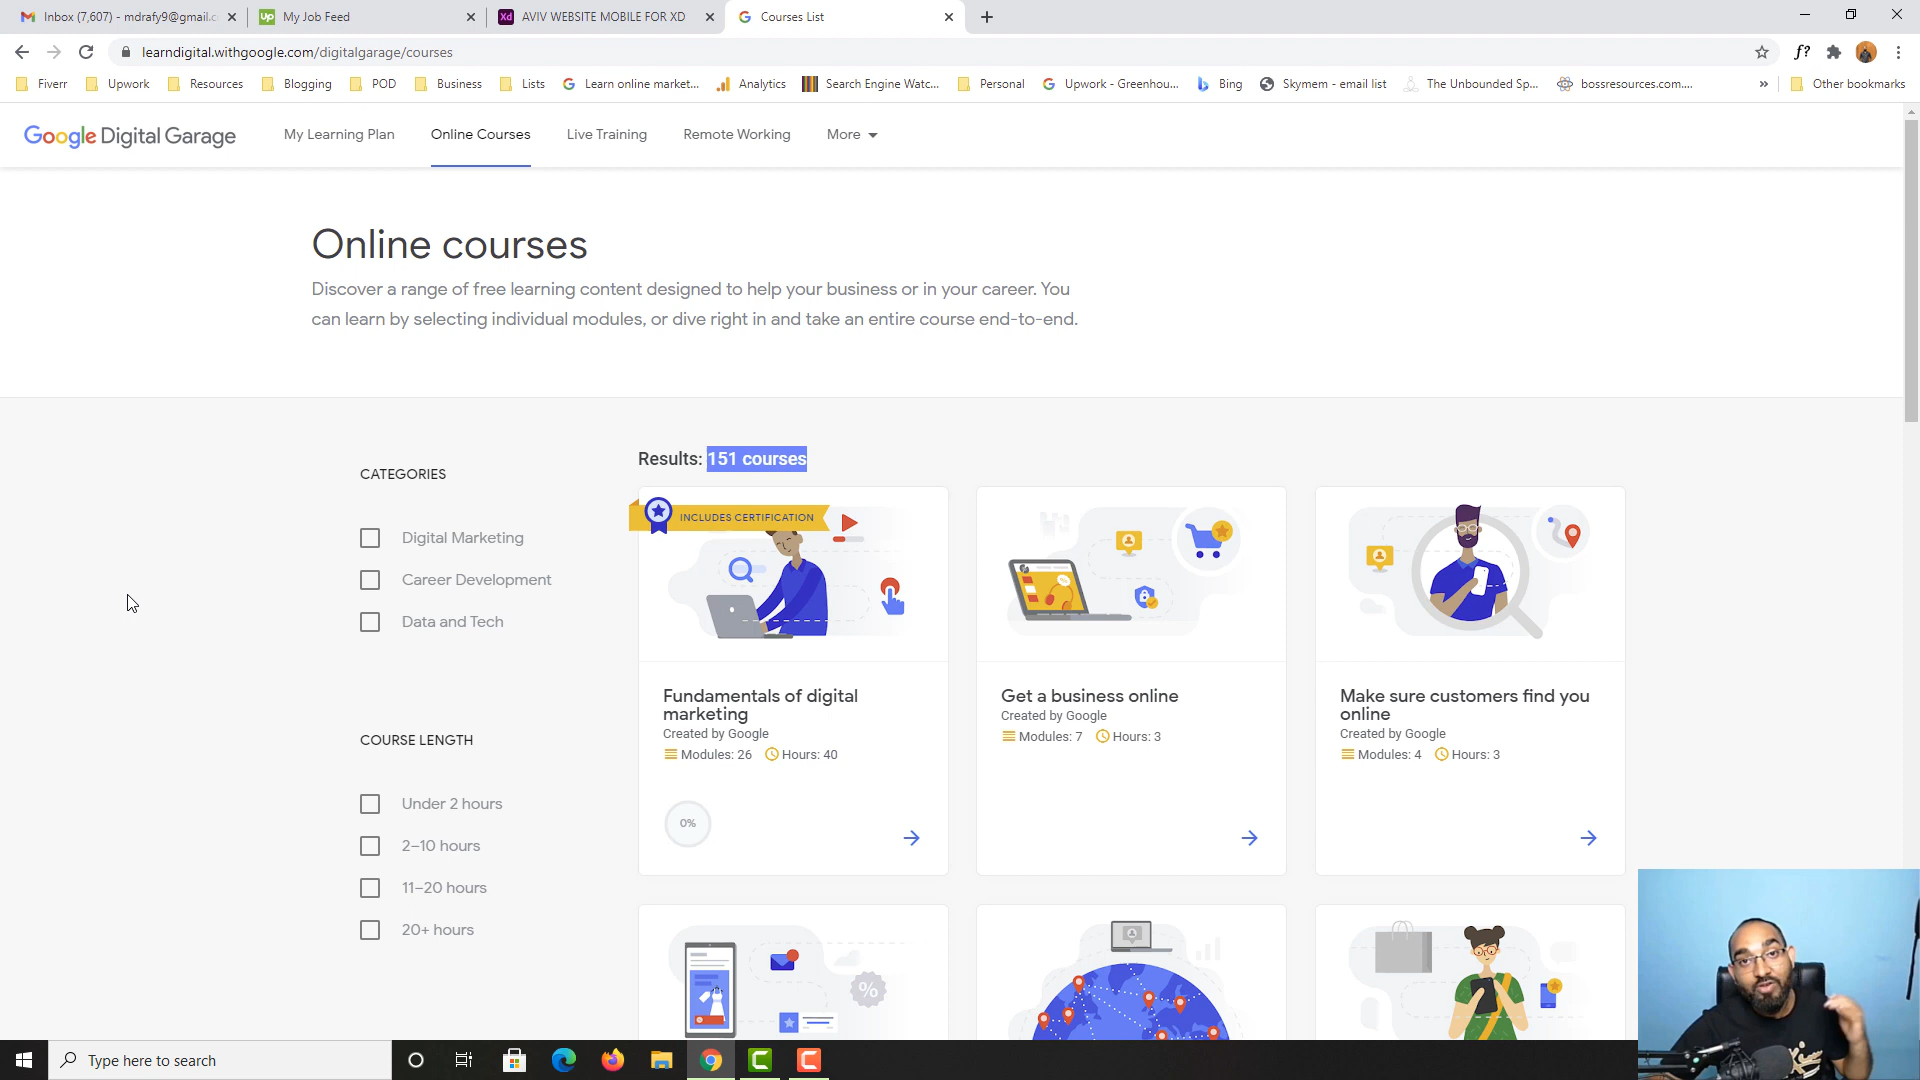 Inbox (7,607) - mdrafy9@gmail.c
My Job Feed
AVIV WEBSITE MOBILE FOR XD
Courses List
learndigital.withgoogle.com/digitalgarage/courses
Fiverr
Upwork
Resources
Blogging
POD
Business
Lists
Learn online market...
Analytics
Search Engine Watc...
Personal
Upwork - Greenhou...
Bing
Skymem - email list
The Unbounded Sp...
bossresources.com....
Other bookmarks
Google Digital Garage
My Learning Plan
Online Courses
Live Training
Remote Working
More
Online courses
Discover a range of free learning content designed to help your business or in your career. You
can learn by selecting individual modules, or dive right in and take an entire course end-to-end.
CATEGORIES
Digital Marketing
Career Development
Data and Tech
COURSE LENGTH
Under 2 hours
2–10 hours
11–20 hours
20+ hours
Results: 151 courses
INCLUDES CERTIFICATION
Fundamentals of digital
marketing
Created by Google
Modules: 26 Hours: 40
0%
Get a business online
Created by Google
Modules: 7 Hours: 3
Make sure customers find you
online
Created by Google
Modules: 4 Hours: 3
%
Type here to search